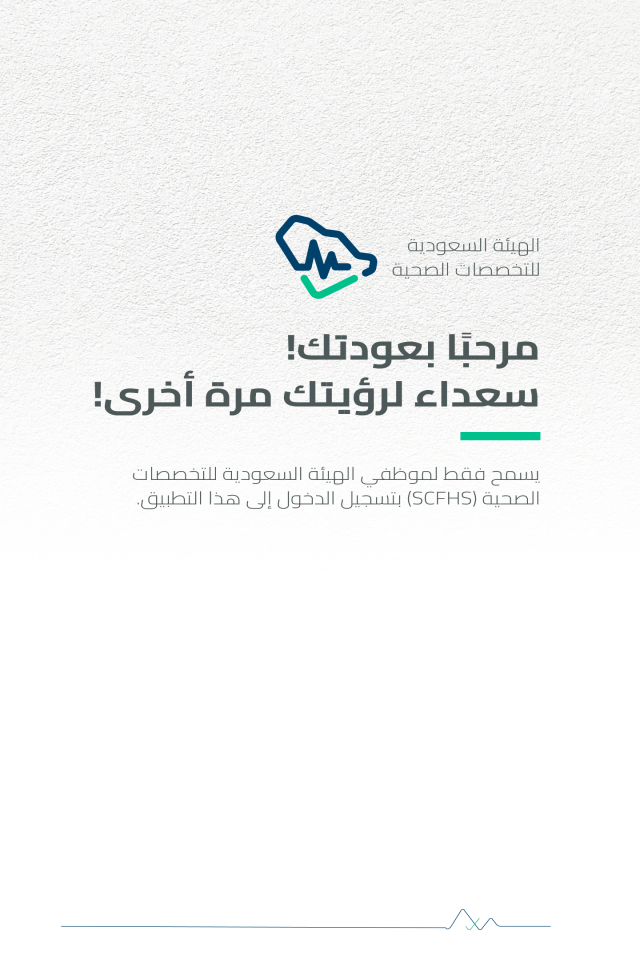 الهيئة السعودية
للتخصصات الصحية
مرحبًا بعودتك!
سعداء لرؤيتك مرة أخرى!
يسمح فقط لموظفي الهيئة السعودية للتخصصات
الصحية (SCFHS) بتسجيل الدخول إلى هذا التطبيق.